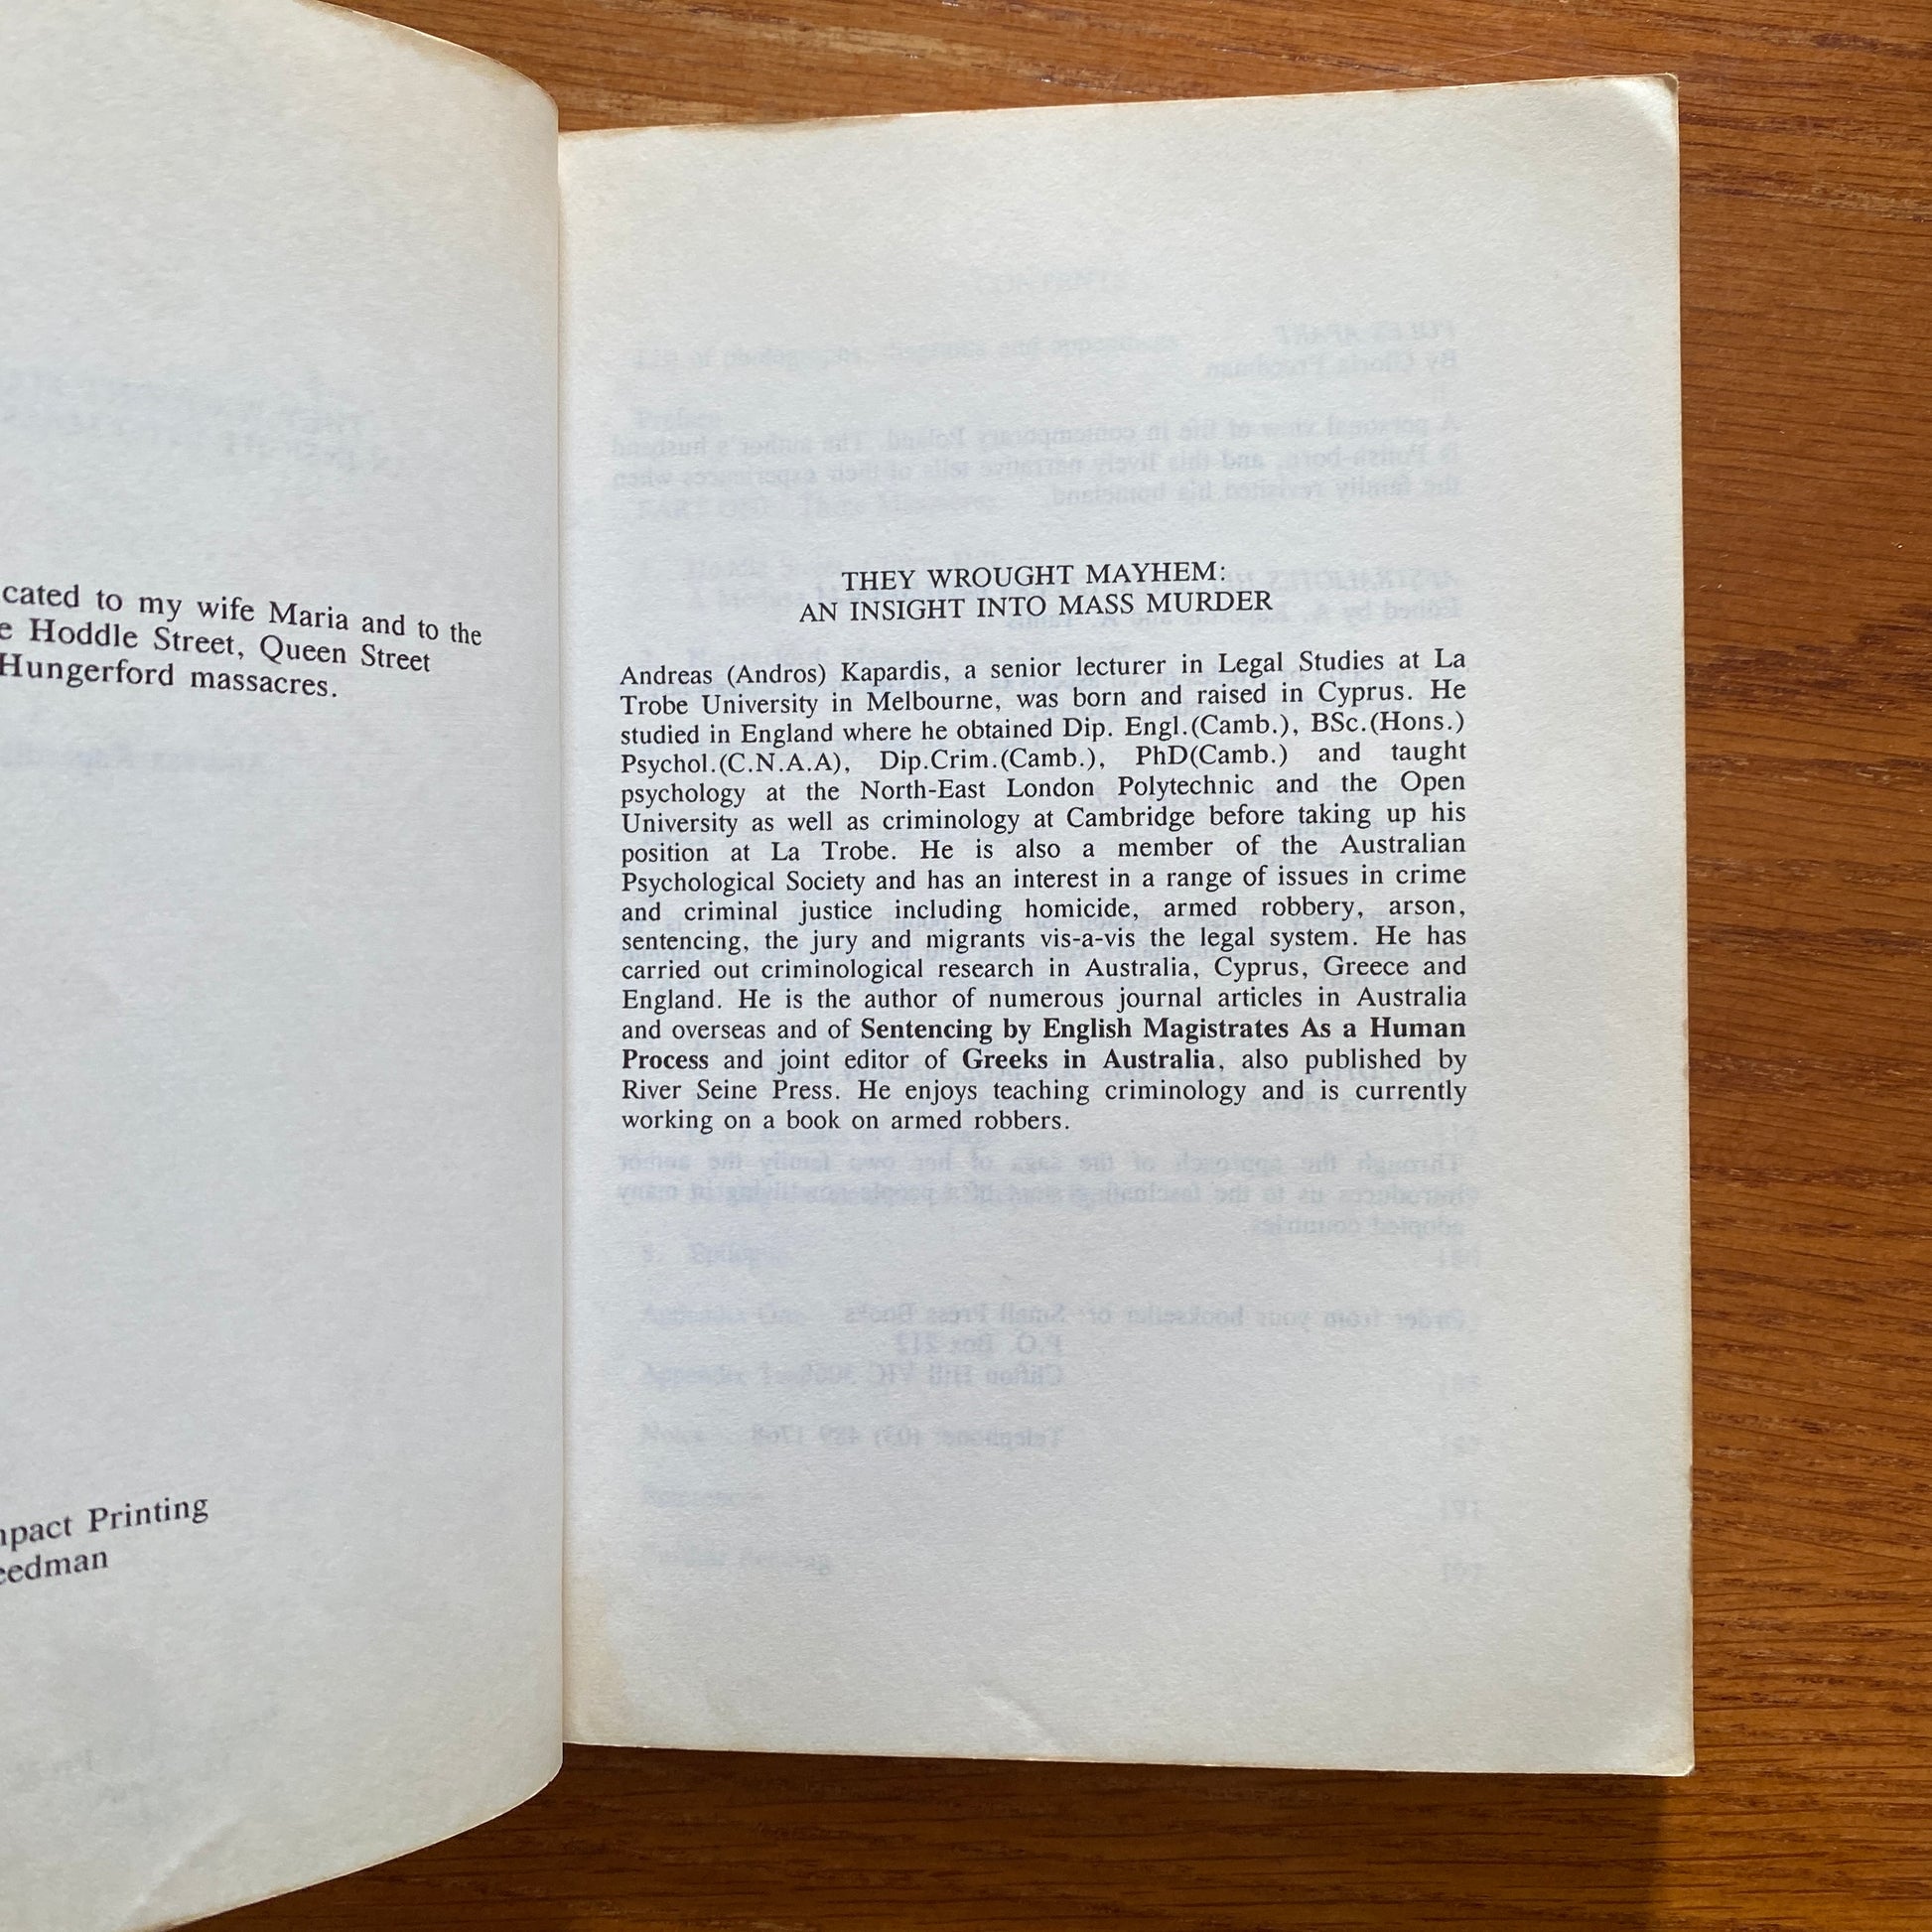 cated to my wife Maria and to the
e Hoddle Street, Queen Street
Hungerford massacres.
mpact Printing
eedman
THEY WROUGHT MAYHEM:
AN INSIGHT INTO MASS MURDER
Andreas (Andros) Kapardis, a senior lecturer in Legal Studies at La
Trobe University in Melbourne, was born and raised in Cyprus. He
studied in England where he obtained Dip. Engl.(Camb.), BSc.(Hons.)
Psychol.(C.N.A.A), Dip.Crim.(Camb.), PhD(Camb.) and taught
psychology at the North-East London Polytechnic and the Open
University as well as criminology at Cambridge before taking up his
position at La Trobe. He is also a member of the Australian
Psychological Society and has an interest in a range of issues in crime
and criminal justice including homicide, armed robbery, arson,
sentencing, the jury and migrants vis-a-vis the legal system. He has
carried out criminological research in Australia, Cyprus, Greece and
England. He is the author of numerous journal articles in Australia
and overseas and of Sentencing by English Magistrates As a Human
Process and joint editor of Greeks in Australia, also published by
River Seine Press. He enjoys teaching criminology and is currently
working on a book on armed robbers.